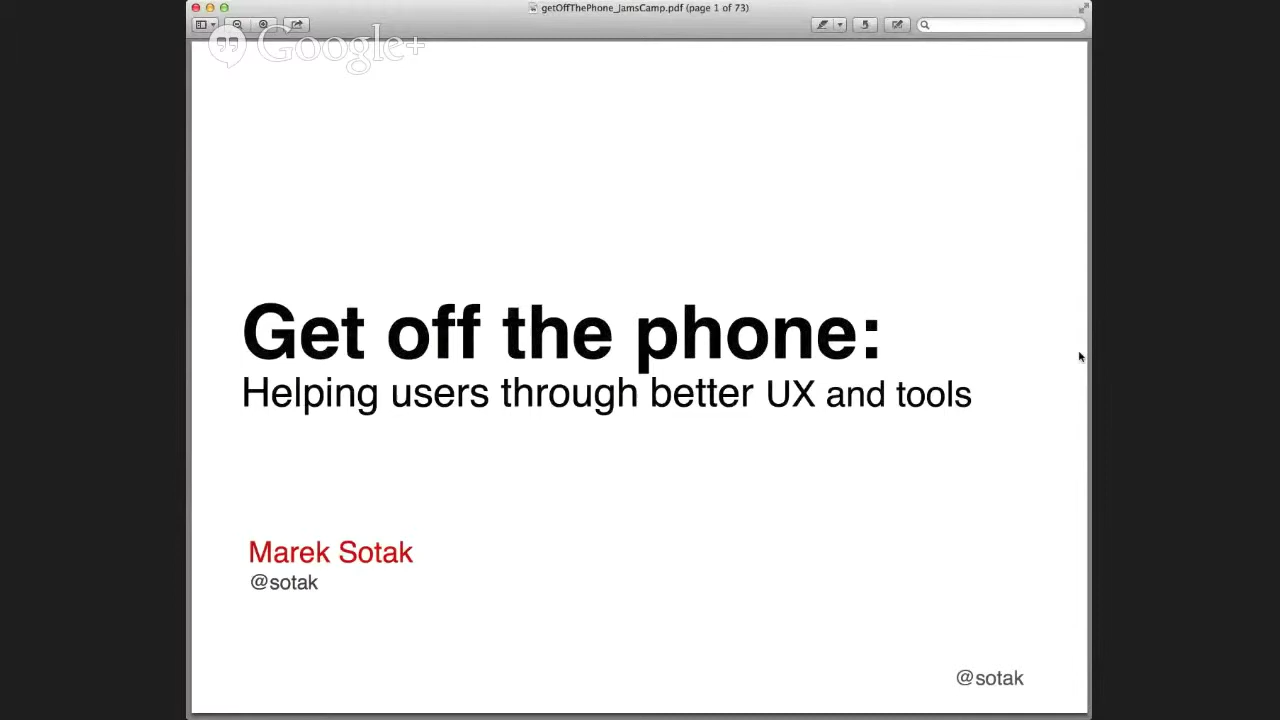 getOffThePhone_JamsCamp.pdf (page 1 of 73)
Google+
Get off the phone:
Helping users through better UX and tools
Marek Sotak
@sotak
@sotak